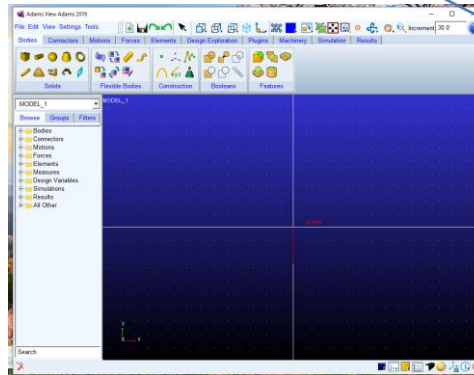 Adams View Adams 2016
File Edit View Settings Tools
Increment 30.0
Bodies Connectors Motions Forces Elements Design Exploration Plugins Machinery Simulation Results
Solids Flexible Bodies Construction Booleans Features
.MODEL_1
MODEL_1
Browse Groups Filters
Bodies
Connectors
Motions
Forces
Elements
Measures
Design Variables
Simulations
Results
All Other
Y
X
Search